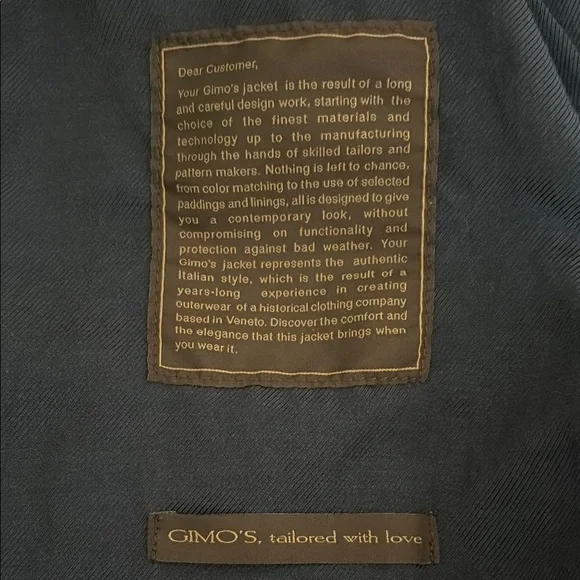 Dear Customer,
Your Gimo's jacket is the result of a long
and careful design work, starting with the
choice of the finest materials and
technology up to the manufacturing
through the hands of skilled tailors and
pattern makers. Nothing is left to chance,
from color matching to the use of selected
paddings and linings, all is designed to give
you a contemporary look, without
compromising on functionality and
protection against bad weather. Your
Gimo's jacket represents the authentic
Italian style, which is the result of a
years-long experience in creating
outerwear of a historical clothing company
based in Veneto. Discover the comfort and
the elegance that this jacket brings when
you wear it.
GIMO'S, tailored with love